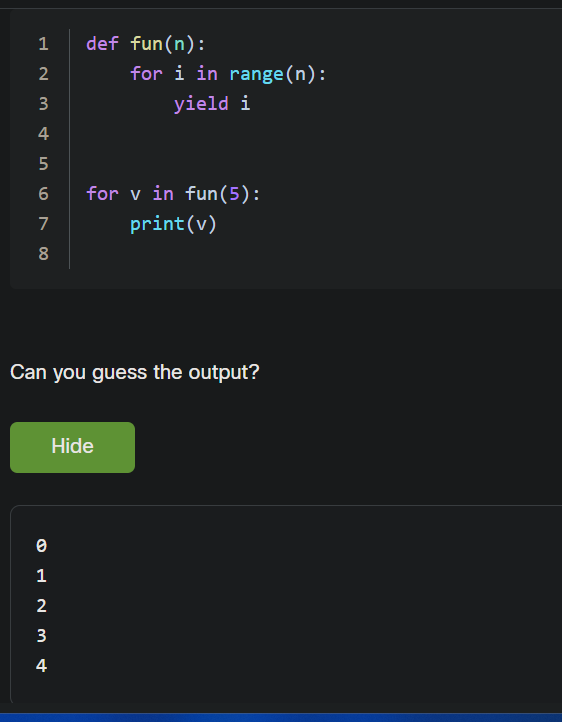 1 def fun(n):
2     for i in range(n):
3         yield i
4
5
6 for v in fun(5):
7     print(v)
8
Can you guess the output?
Hide
0
1
2
3
4